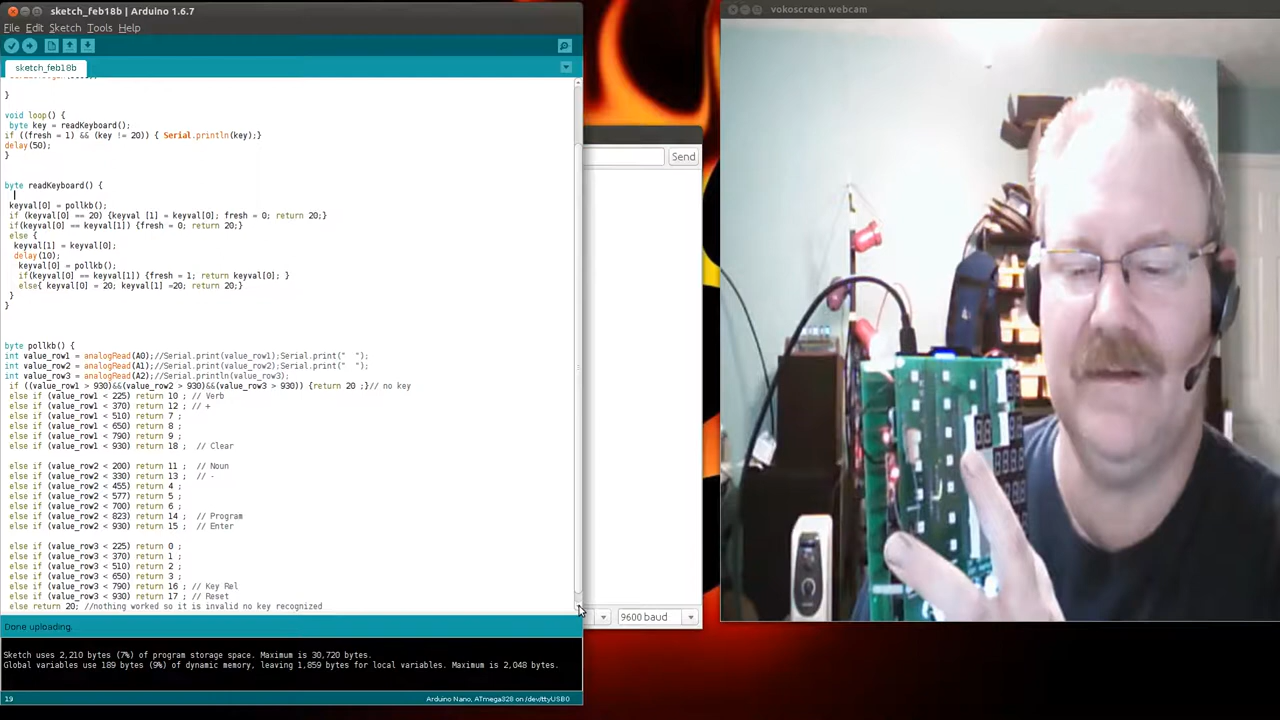 sketch_feb18b | Arduino 1.6.7
vokoscreen webcam
File Edit Sketch Tools Help
sketch_feb18b
}
void loop() {
byte key = readKeyboard();
if ((fresh = 1) && (key != 20)) { Serial.println(key);}
delay(50);
}
Send
byte readKeyboard() {
keyval[0] = pollkb();
if (keyval[0] == 20) {keyval [1] = keyval[0]; fresh = 0; return 20;}
if(keyval[0] == keyval[1]) {fresh = 0; return 20;}
else {
keyval[1] = keyval[0];
delay(10);
keyval[0] = pollkb();
if(keyval[0] == keyval[1]) {fresh = 1; return keyval[0]; }
else{ keyval[0] = 20; keyval[1] =20; return 20;}
}
}
byte pollkb() {
int value_row1 = analogRead(A0);//Serial.print(value_row1);Serial.print("  ");
int value_row2 = analogRead(A1);//Serial.print(value_row2);Serial.print("  ");
int value_row3 = analogRead(A2);//Serial.println(value_row3);
if ((value_row1 > 930)&&(value_row2 > 930)&&(value_row3 > 930)) {return 20 ;}// no key
else if (value_row1 < 225) return 10 ; // Verb
else if (value_row1 < 370) return 12 ; // +
else if (value_row1 < 510) return 7 ;
else if (value_row1 < 650) return 8 ;
else if (value_row1 < 790) return 9 ;
else if (value_row1 < 930) return 18 ;  // Clear
else if (value_row2 < 200) return 11 ;  // Noun
else if (value_row2 < 330) return 13 ;  // -
else if (value_row2 < 455) return 4 ;
else if (value_row2 < 577) return 5 ;
else if (value_row2 < 700) return 6 ;
else if (value_row2 < 823) return 14 ;  // Program
else if (value_row2 < 930) return 15 ;  // Enter
else if (value_row3 < 225) return 0 ;
else if (value_row3 < 370) return 1 ;
else if (value_row3 < 510) return 2 ;
else if (value_row3 < 650) return 3 ;
else if (value_row3 < 790) return 16 ; // Key Rel
else if (value_row3 < 930) return 17 ; // Reset
else return 20; //nothing worked so it is invalid no key recognized
9600 baud
Done uploading.
Sketch uses 2,210 bytes (7%) of program storage space. Maximum is 30,720 bytes.
Global variables use 189 bytes (9%) of dynamic memory, leaving 1,859 bytes for local variables. Maximum is 2,048 bytes.
19
Arduino Nano, ATmega328 on /dev/ttyUSB0